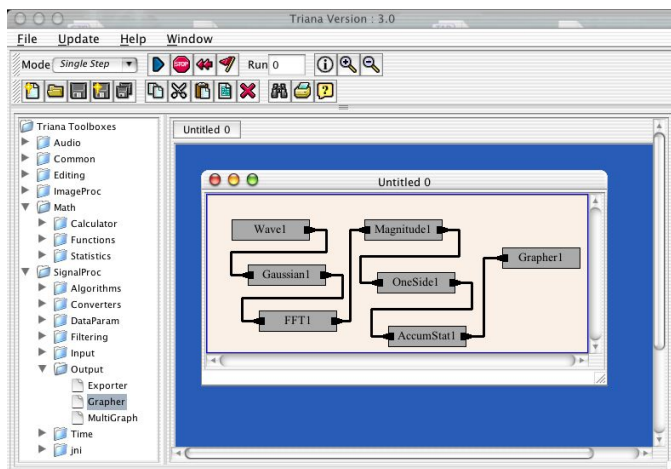 Triana Version : 3.0
File Update Help Window
Mode Single Step STOP Run 0
Triana Toolboxes
Audio
Common
Editing
ImageProc
Math
Calculator
Functions
Statistics
SignalProc
Algorithms
Converters
DataParam
Filtering
Input
Output
Exporter
Grapher
MultiGraph
Time
jni
Untitled 0
Untitled 0
Wave1
Gaussian1
FFT1
Magnitude1
OneSide1
AccumStat1
Grapher1